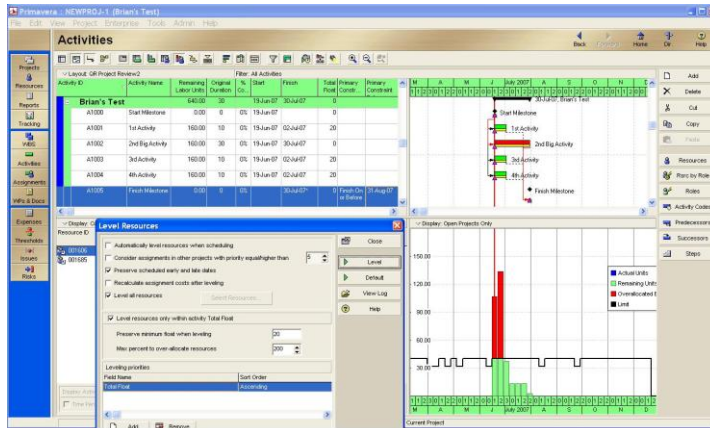 Primavera : NEWPROJ-1 (Brian's Test)
File Edit View Project Enterprise Tools Admin Help
Activities
Back Forward Home Dir Help
Projects
Resources
Reports
Tracking
WBS
Activities
Assignments
WPs & Docs
Expenses
Thresholds
Issues
Risks
Layout: QR Project Review2 Filter: All Activities
Activity ID Activity Name Remaining Labor Units Original Duration % Co Start Finish Total Float Primary Constr... Primary Constraint
Brian's Test 640.00 30 19-Jun-07 30-Jul-07 0
A1000 Start Milestone 0.00 0 0% 19-Jun-07 0
A1001 1st Activity 160.00 10 0% 19-Jun-07 02-Jul-07 20
A1002 2nd Big Activity 160.00 30 0% 19-Jun-07 30-Jul-07 0
A1003 3rd Activity 160.00 10 0% 19-Jun-07 02-Jul-07 20
A1004 4th Activity 160.00 10 0% 19-Jun-07 02-Jul-07 20
A1005 Finish Milestone 0.00 0 0% 30-Jul-07* 0 Finish On or Before 31-Aug-07
M A M J July 2007 A S O N D
30-Jul-07, Brian's Test
Start Milestone
1st Activity
2nd Big Activity
3rd Activity
4th Activity
Finish Milestone
Add
Delete
Cut
Copy
Paste
Resources
Rsrcs by Role
Roles
Activity Codes
Predecessors
Successors
Steps
Resource ID
001606
001685
Level Resources
Automatically level resources when scheduling
Consider assignments in other projects with priority equal/higher than 5
Preserve scheduled early and late dates
Recalculate assignment costs after leveling
Level all resources
Select Resources...
Level resources only within activity Total Float
Preserve minimum float when leveling 20
Max percent to over-allocate resources 200
Leveling priorities
Field Name Sort Order
Total Float Ascending
Add Remove
Close
Level
Default
View Log
Help
Display: Open Projects Only
150.00
90.00
30.00
Actual Units
Remaining Units
Overallocated
Limit
M A M J July 2007 A S O N D
Current Project